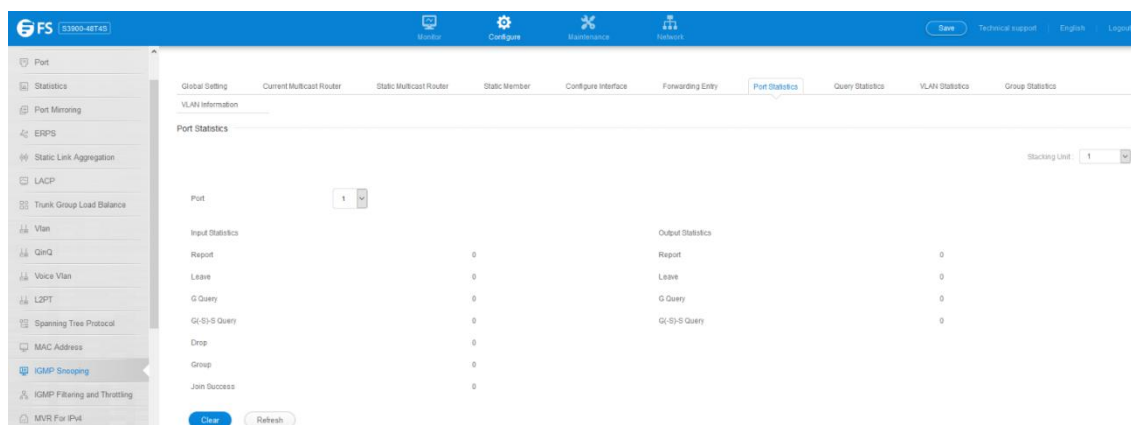 FS S3900-48T4S
Monitor
Configure
Maintenance
Network
Save
Technical support
English
Logout
Port
Statistics
Port Mirroring
ERPS
Static Link Aggregation
LACP
Trunk Group Load Balance
Vlan
QinQ
Voice Vlan
L2PT
Spanning Tree Protocol
MAC Address
IGMP Snooping
IGMP Filtering and Throttling
MVR For IPv4
Global Setting Current Multicast Router Static Multicast Router Static Member Configure Interface Forwarding Entry Port Statistics Query Statistics VLAN Statistics Group Statistics
VLAN Information
Port Statistics
Stacking Unit : 1
Port 1
Input Statistics Output Statistics
Report 0 Report 0
Leave 0 Leave 0
G Query 0 G Query 0
G(-S)-S Query 0 G(-S)-S Query 0
Drop 0
Group 0
Join Success 0
Clear Refresh